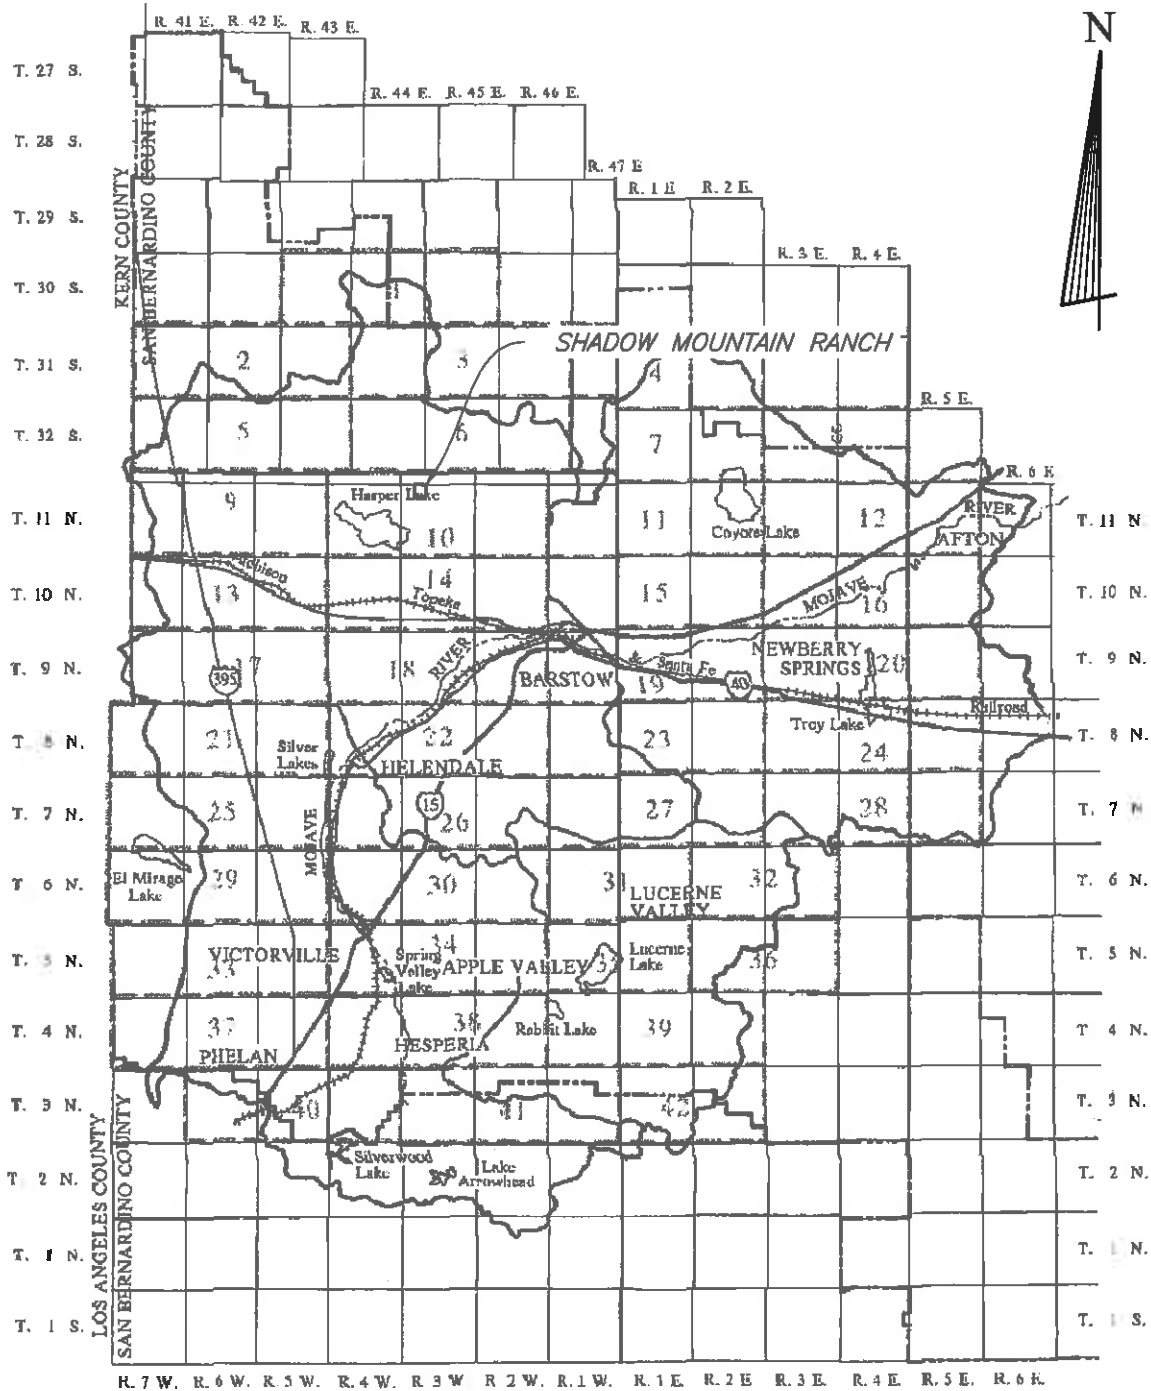 N
R. 41 E. R. 42 E. R. 43 E.
T. 27 S.
R. 44 E. R. 45 E. R. 46 E.
T. 28 S.
R. 47 E
R. 1 E R. 2 E.
T. 29 S.
KERN COUNTY
SAN BERNARDINO COUNTY
R. 3 E. R. 4 E.
T. 30 S.
SHADOW MOUNTAIN RANCH
T. 31 S.
2 3 4
R. 5 E.
T. 32 S.
5 6 7
R. 6 E
Harper Lake
9 10 11 12
Coyote Lake
RIVER
AFTON
T. 11 N. T. 11 N.
Topeka
MOJAVE
T. 10 N. 13 14 15 16 T. 10 N.
NEWBERRY
SPRINGS
RIVER
BARSTOW
& Santa Fe
T. 9 N. 17 18 19 20 T. 9 N.
395
40
Railroad
Troy Lake
Silver
Lakes
HELENDALE
T. 8 N. 21 22 23 24 T. 8 N.
15
MOJAVE
T. 7 N. 25 26 27 28 T. 7 N
El Mirage
Lake
LUCERNE
VALLEY
T 6 N. 29 30 31 32 T. 6 N.
VICTORVILLE
Spring
Valley
Lake
APPLE VALLEY
Lucerne
Lake
T. 5 N. 33 34 35 36 T. 5 N.
Rabbit Lake
PHELAN
HESPERIA
T. 4 N. 37 38 39 T 4 N.
T. 3 N. 40 41 42 T. 3 N.
Silverwood
Lake
Lake
Arrowhead
T. 2 N. T. 2 N.
LOS ANGELES COUNTY
SAN BERNARDINO COUNTY
T. 1 N. T. N.
T. 1 S. T. S.
R. 7 W. R. 6 W. R. 5 W. R. 4 W. R. 3 W R. 2 W. R. 1 W. R. 1 E. R. 2 E R. 3 E. R. 4 E. R. 5 E. R. 6 E.